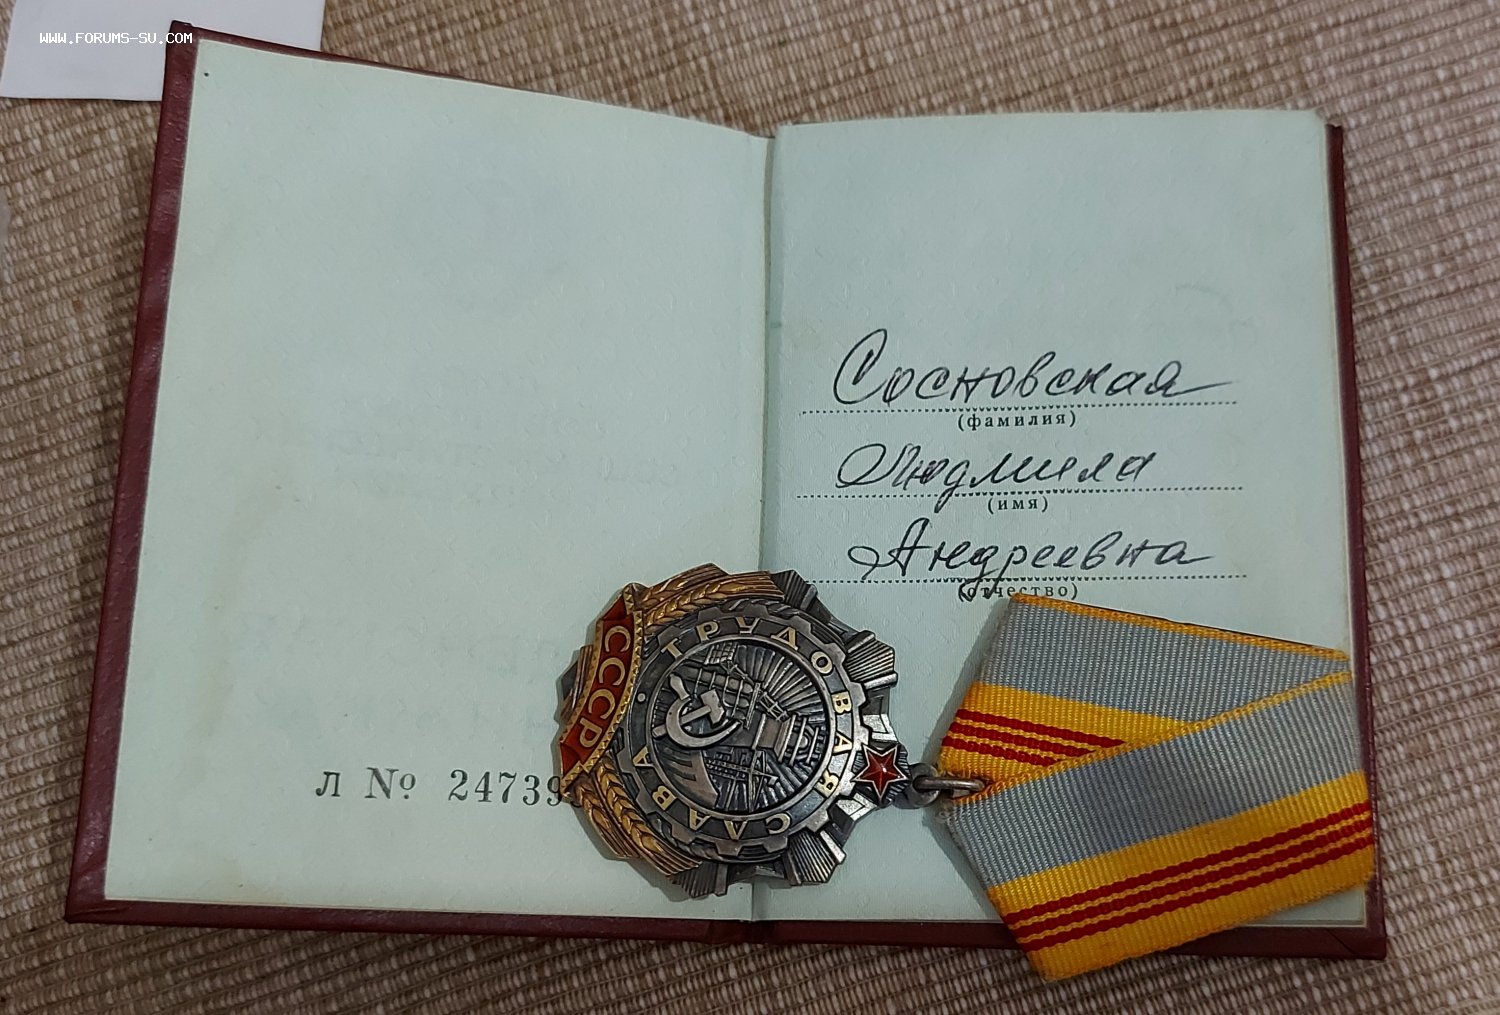 WWW.FORUMS-SU.COM
Сосновская
(фамилия)
Людмила
(имя)
Андреевна
(отчество)
Л № 24739
СССР
ТРУДОВАЯ СЛАВА